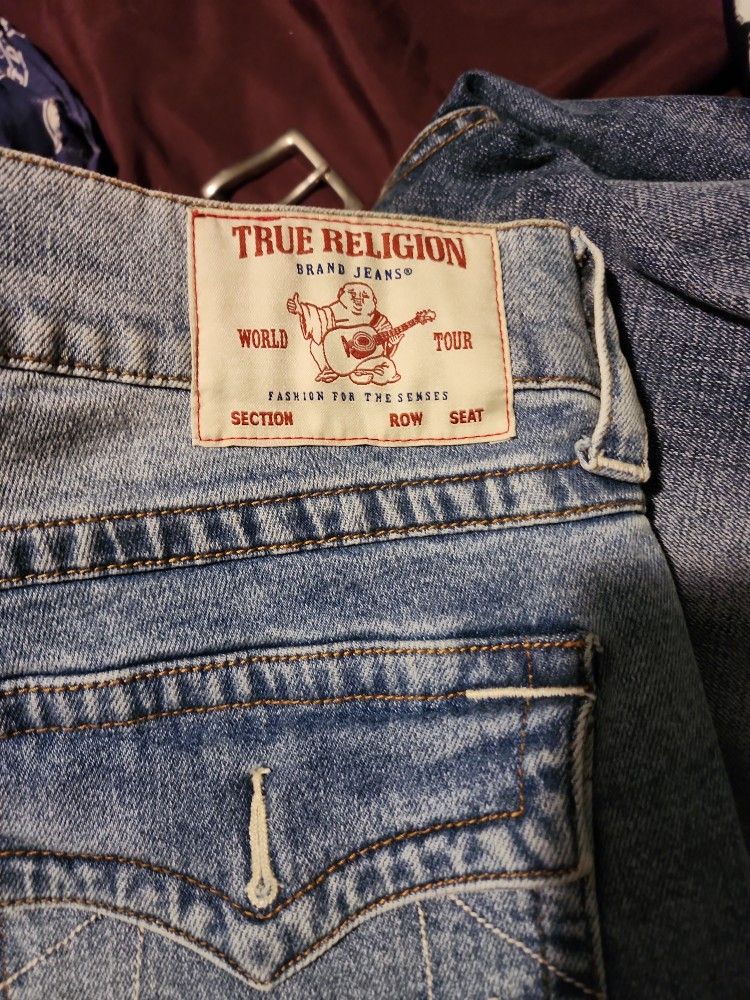 TRUE RELIGION
BRAND JEANS®
WORLD TOUR
FASHION FOR THE SENSES
SECTION ROW SEAT